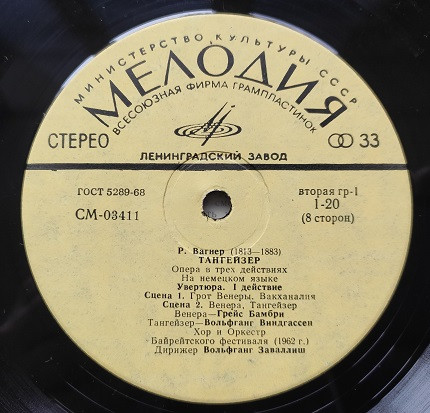 МИНИСТЕРСТВО КУЛЬТУРЫ СССР
МЕЛОДИЯ
ВСЕСОЮЗНАЯ ФИРМА ГРАМПЛАСТИНОК
СТЕРЕО
33
ЛЕНИНГРАДСКИЙ ЗАВОД
ГОСТ 5289-68
вторая гр-1
СМ-03411
1-20
(8 сторон)
Р. Вагнер (1813—1883)
ТАНГЕЙЗЕР
Опера в трех действиях
На немецком языке
Увертюра. I действие
Сцена 1. Грот Венеры, Вакханалия
Сцена 2. Венера, Тангейзер
Венера—Грейс Бамбри
Тангейзер—Вольфганг Виндгассен
Хор и Оркестр
Байрейтского фестиваля (1962 г.)
Дирижер Вольфганг Заваллиш